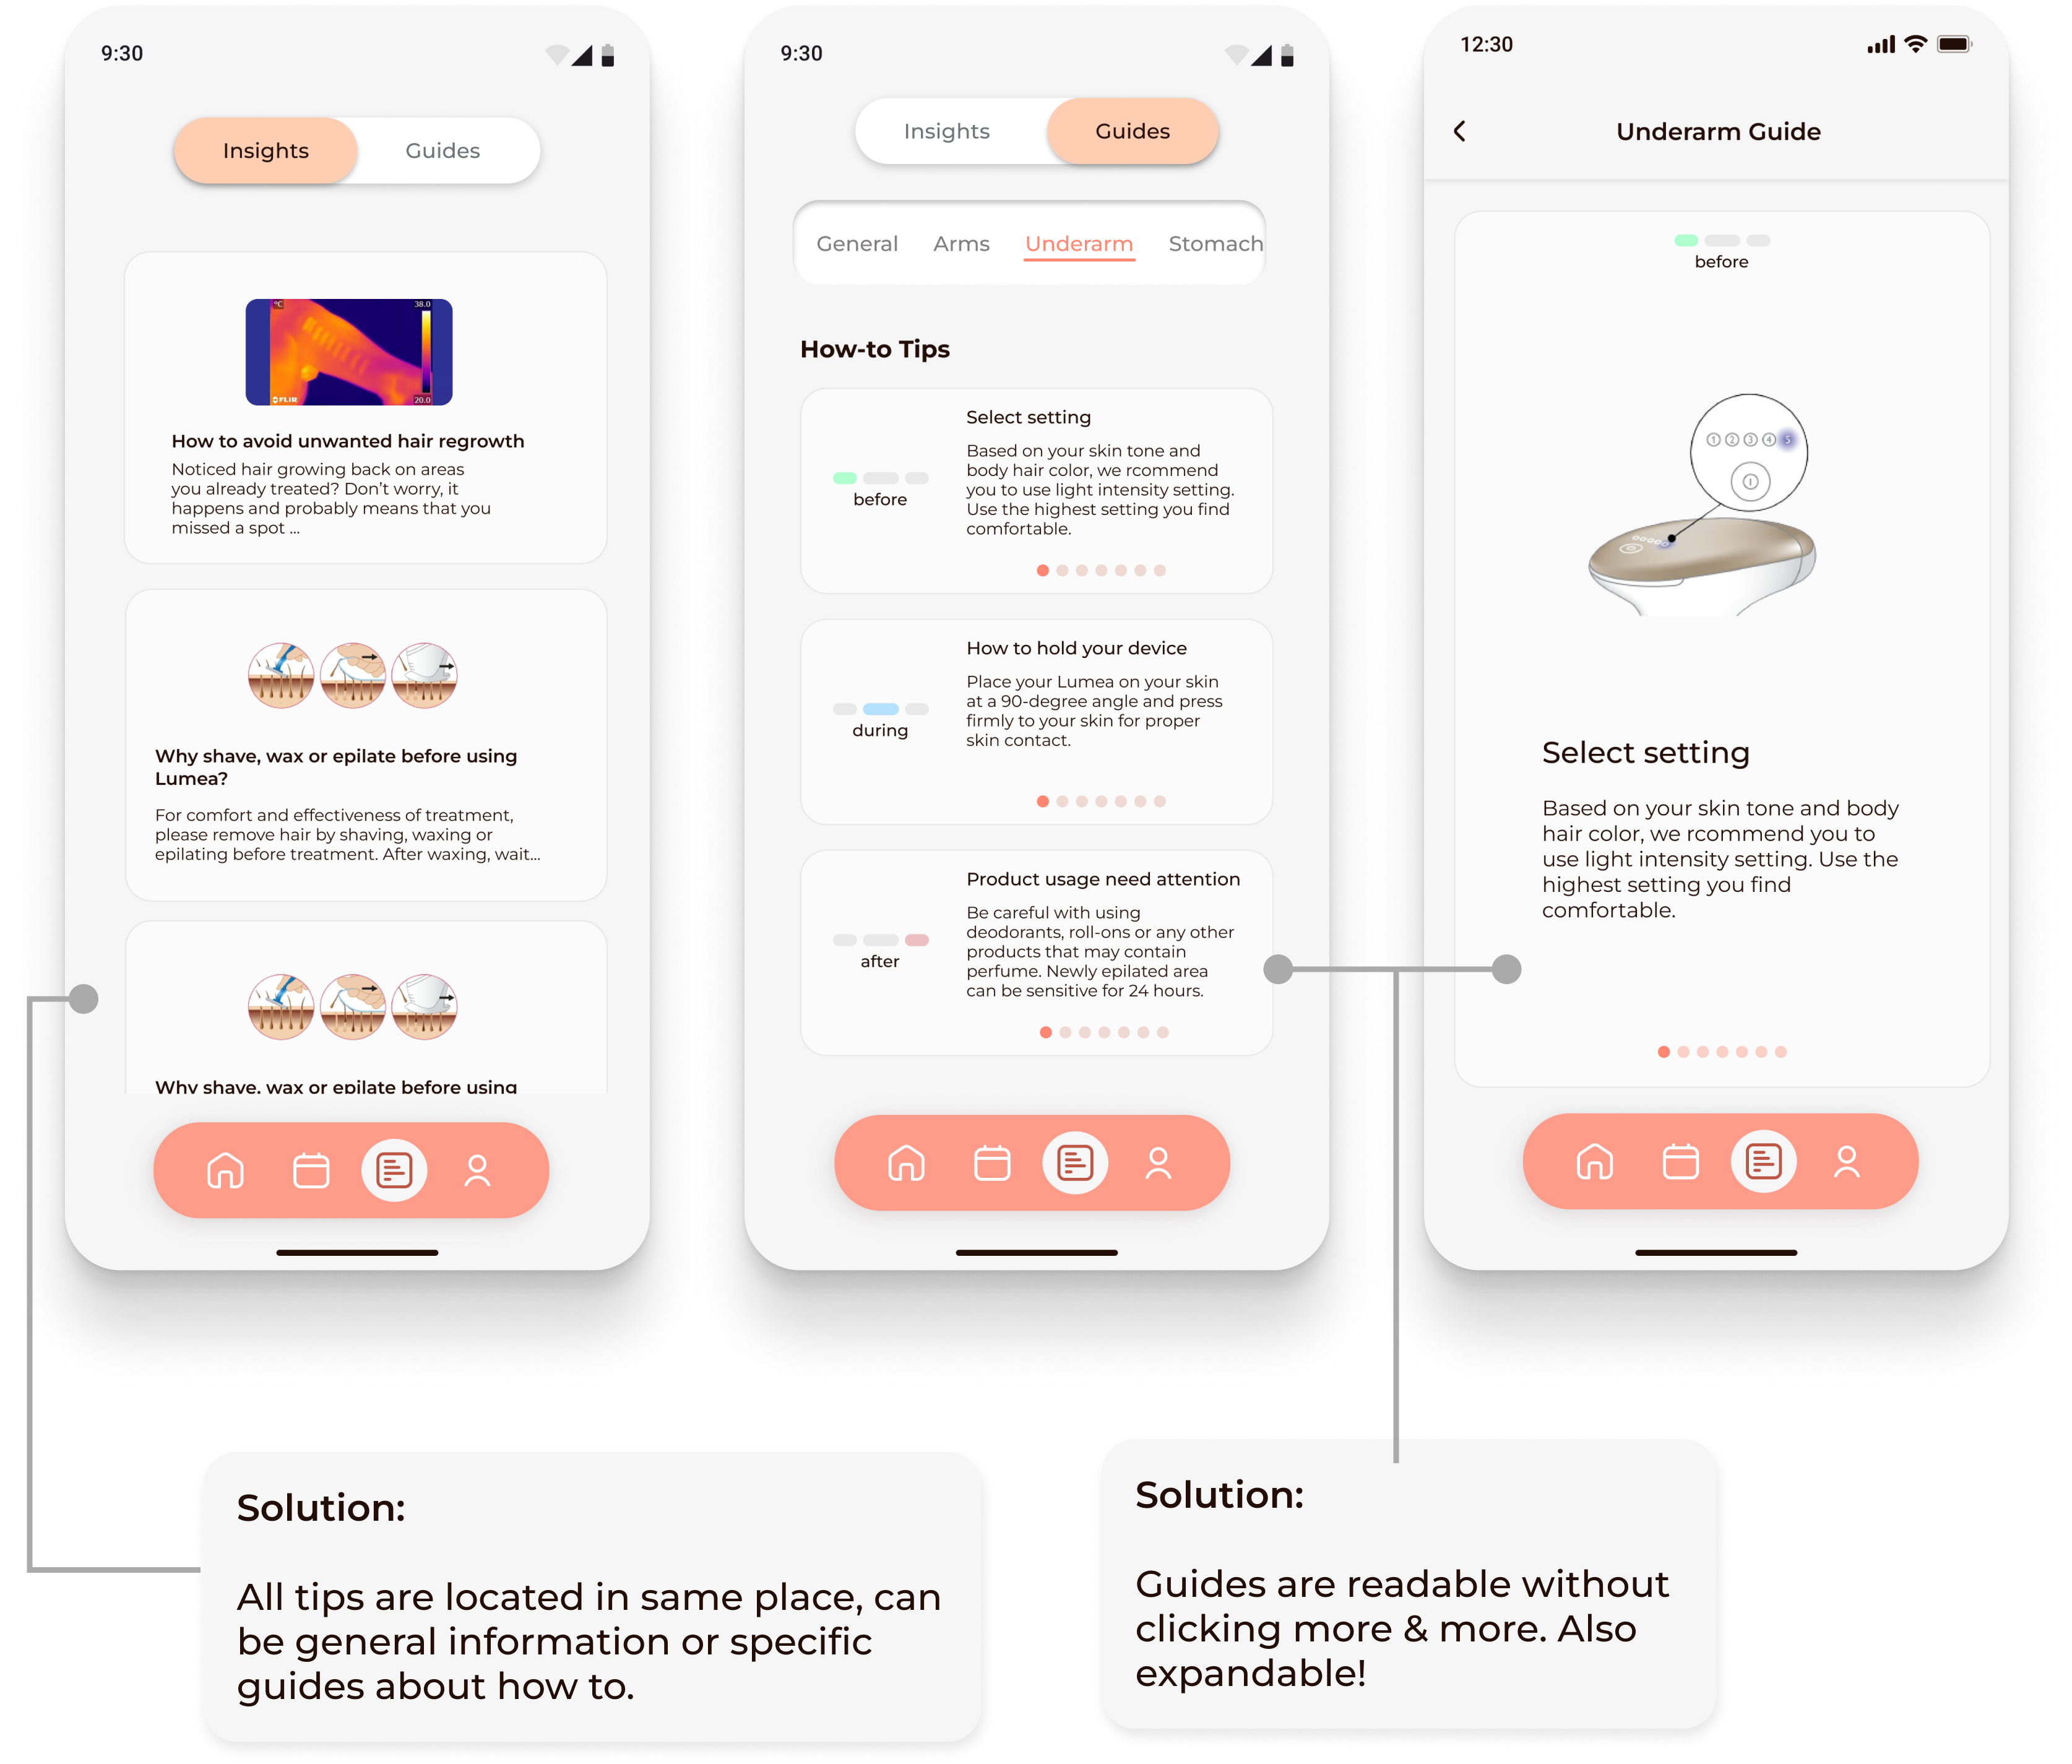 9:30
Insights
Guides
°C
38.0
FLIR
20.0
How to avoid unwanted hair regrowth
Noticed hair growing back on areas
you already treated? Don't worry, it
happens and probably means that you
missed a spot ...
Why shave, wax or epilate before using
Lumea?
For comfort and effectiveness of treatment,
please remove hair by shaving, waxing or
epilating before treatment. After waxing, wait...
Why shave, wax or epilate before using
9:30
Insights
Guides
General
Arms
Underarm
Stomach
How-to Tips
before
Select setting
Based on your skin tone and
body hair color, we rcommend
you to use light intensity setting.
Use the highest setting you find
comfortable.
during
How to hold your device
Place your Lumea on your skin
at a 90-degree angle and press
firmly to your skin for proper
skin contact.
after
Product usage need attention
Be careful with using
deodorants, roll-ons or any other
products that may contain
perfume. Newly epilated area
can be sensitive for 24 hours.
12:30
Underarm Guide
before
1 2 3 4 5
Select setting
Based on your skin tone and body
hair color, we rcommend you to
use light intensity setting. Use the
highest setting you find
comfortable.
Solution:
All tips are located in same place, can
be general information or specific
guides about how to.
Solution:
Guides are readable without
clicking more & more. Also
expandable!